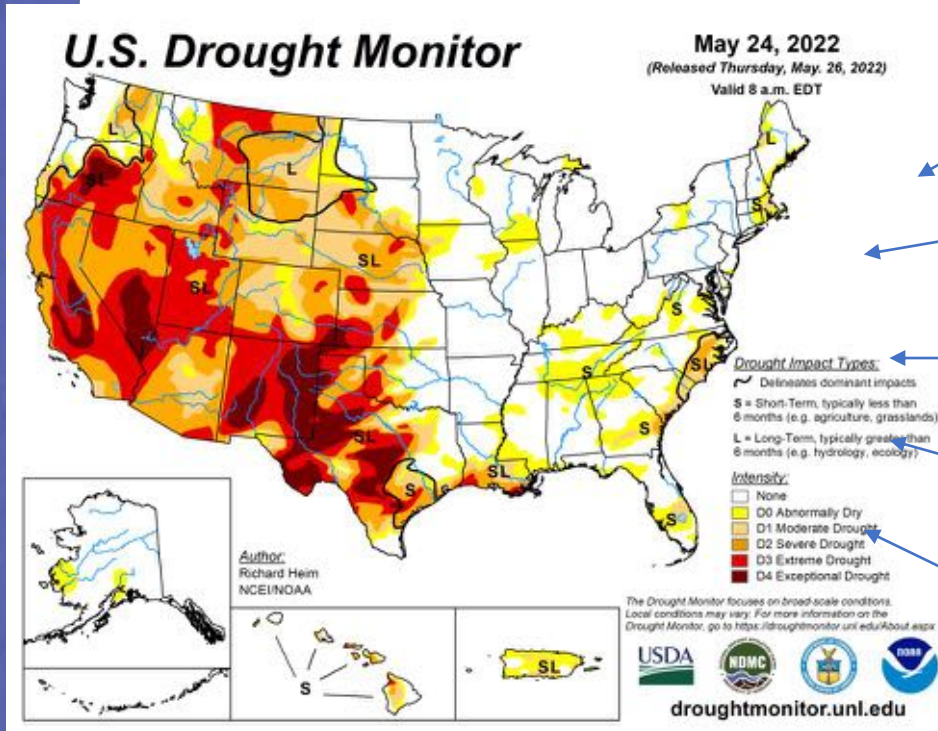 U.S. Drought Monitor
May 24, 2022
(Released Thursday, May. 26, 2022)
Valid 8 a.m. EDT
L
L
L
SL
S
SL
SL
S
SL
S
SL
S
SL
S
S
Drought Impact Types:
Delineates dominant impacts
S = Short-Term, typically less than
6 months (e.g. agriculture, grasslands)
L = Long-Term, typically greater than
6 months (e.g. hydrology, ecology)
Intensity:
None
D0 Abnormally Dry
D1 Moderate Drought
D2 Severe Drought
D3 Extreme Drought
D4 Exceptional Drought
Author:
Richard Heim
NCEI/NOAA
S
SL
The Drought Monitor focuses on broad-scale conditions.
Local conditions may vary. For more information on the
Drought Monitor, go to https://droughtmonitor.unl.edu/About.aspx
USDA
NDMC
noaa
droughtmonitor.unl.edu